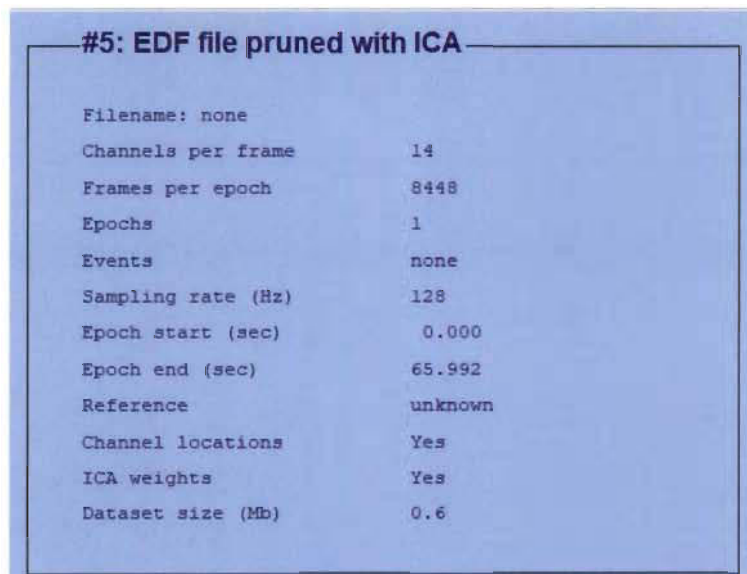 #5: EDF file pruned with ICA
Filename: none
Channels per frame 14
Frames per epoch 8448
Epochs 1
Events none
Sampling rate (Hz) 128
Epoch start (sec) 0.000
Epoch end (sec) 65.992
Reference unknown
Channel locations Yes
ICA weights Yes
Dataset size (Mb) 0.6